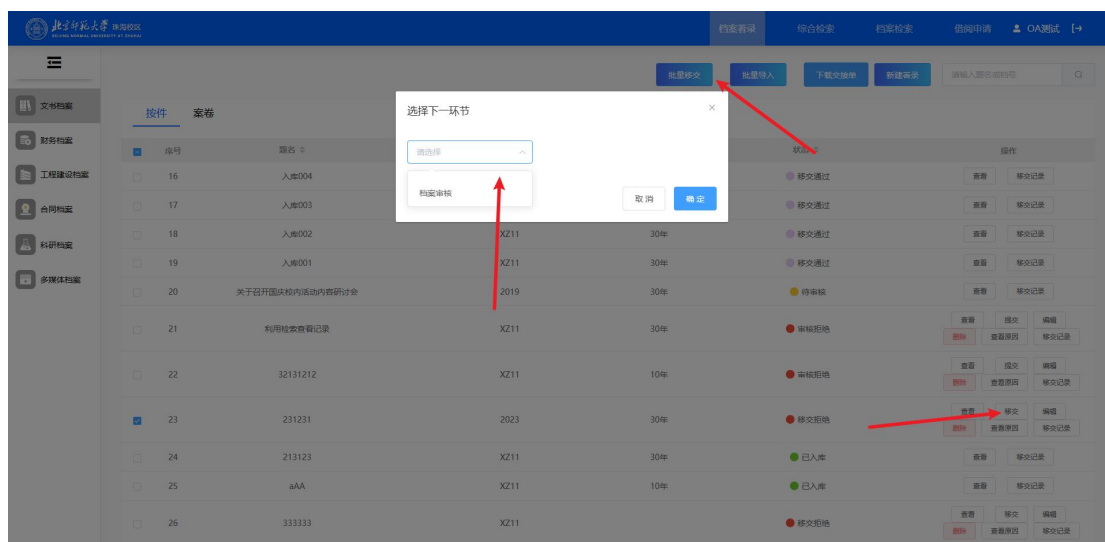 北京师范大学 珠海校区
BEIJING NORMAL UNIVERSITY AT ZHUHAI
档案著录 综合检索 档案检索 借阅申请 OA测试
批量移交 批量导入 下载交接单 新建著录 请输入题名或档号
文书档案
财务档案
工程建设档案
合同档案
科研档案
多媒体档案
按件 案卷
选择下一环节
请选择
档案审核
取消 确定
序号 题名 状态 操作
16 入库004 移交通过 查看 移交记录
17 入库003 移交通过 查看 移交记录
18 入库002 XZ11 30年 移交通过 查看 移交记录
19 入库001 XZ11 30年 移交通过 查看 移交记录
20 关于召开国庆校内活动内容研讨会 2019 30年 待审核 查看 移交记录
21 利用检索查看记录 XZ11 30年 审核拒绝 查看 提交 编辑
删除 查看原因 移交记录
22 32131212 XZ11 10年 审核拒绝 查看 提交 编辑
删除 查看原因 移交记录
23 231231 2023 30年 移交拒绝 查看 移交 编辑
删除 查看原因 移交记录
24 213123 XZ11 30年 已入库 查看 移交记录
25 aAA XZ11 10年 已入库 查看 移交记录
26 333333 XZ11 移交拒绝 查看 移交 编辑
删除 查看原因 移交记录